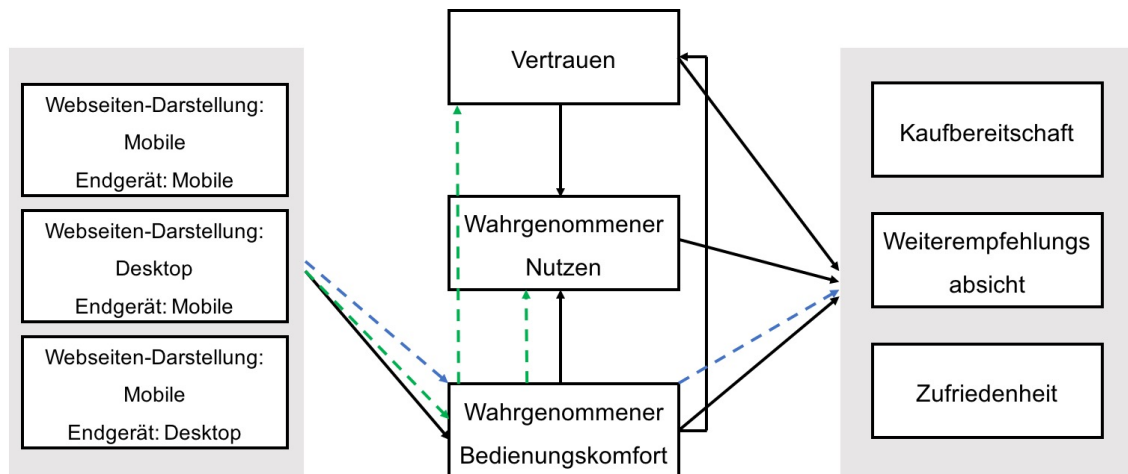 Webseiten-Darstellung:
Mobile
Endgerät: Mobile
Webseiten-Darstellung:
Desktop
Endgerät: Mobile
Webseiten-Darstellung:
Mobile
Endgerät: Desktop
Vertrauen
Wahrgenommener
Nutzen
Wahrgenommener
Bedienungskomfort
Kaufbereitschaft
Weiterempfehlungs
absicht
Zufriedenheit